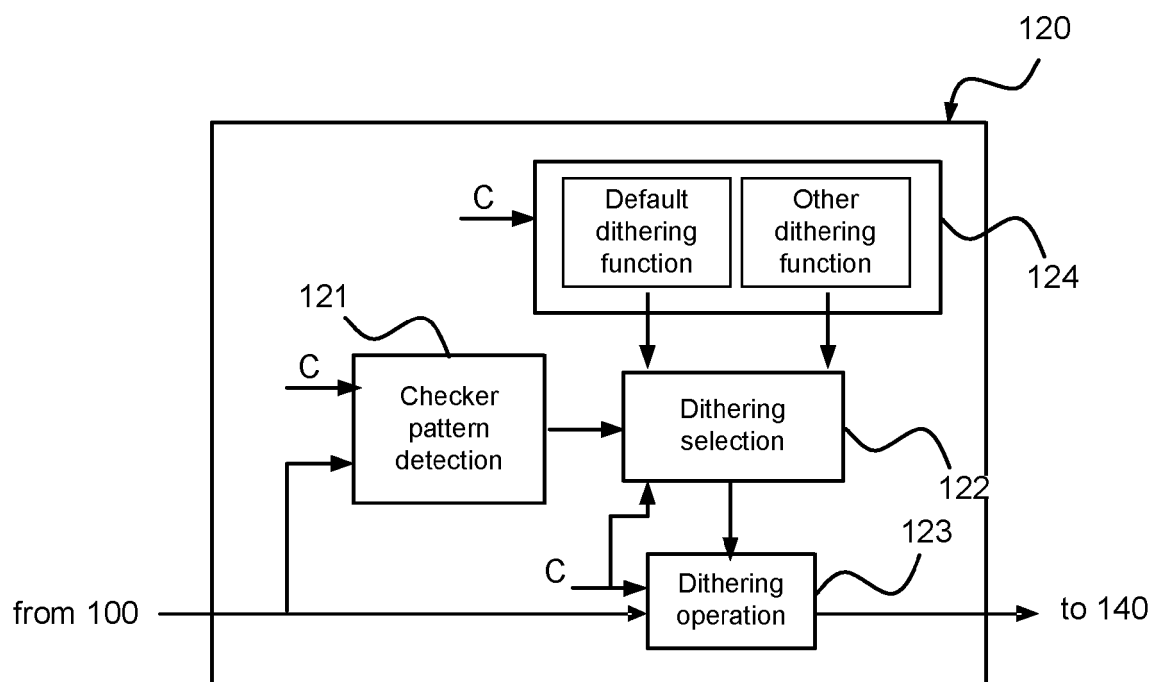 120
C
Default
dithering
function
Other
dithering
function
124
121
C
Checker
pattern
detection
Dithering
selection
122
123
C
Dithering
operation
from 100
to 140